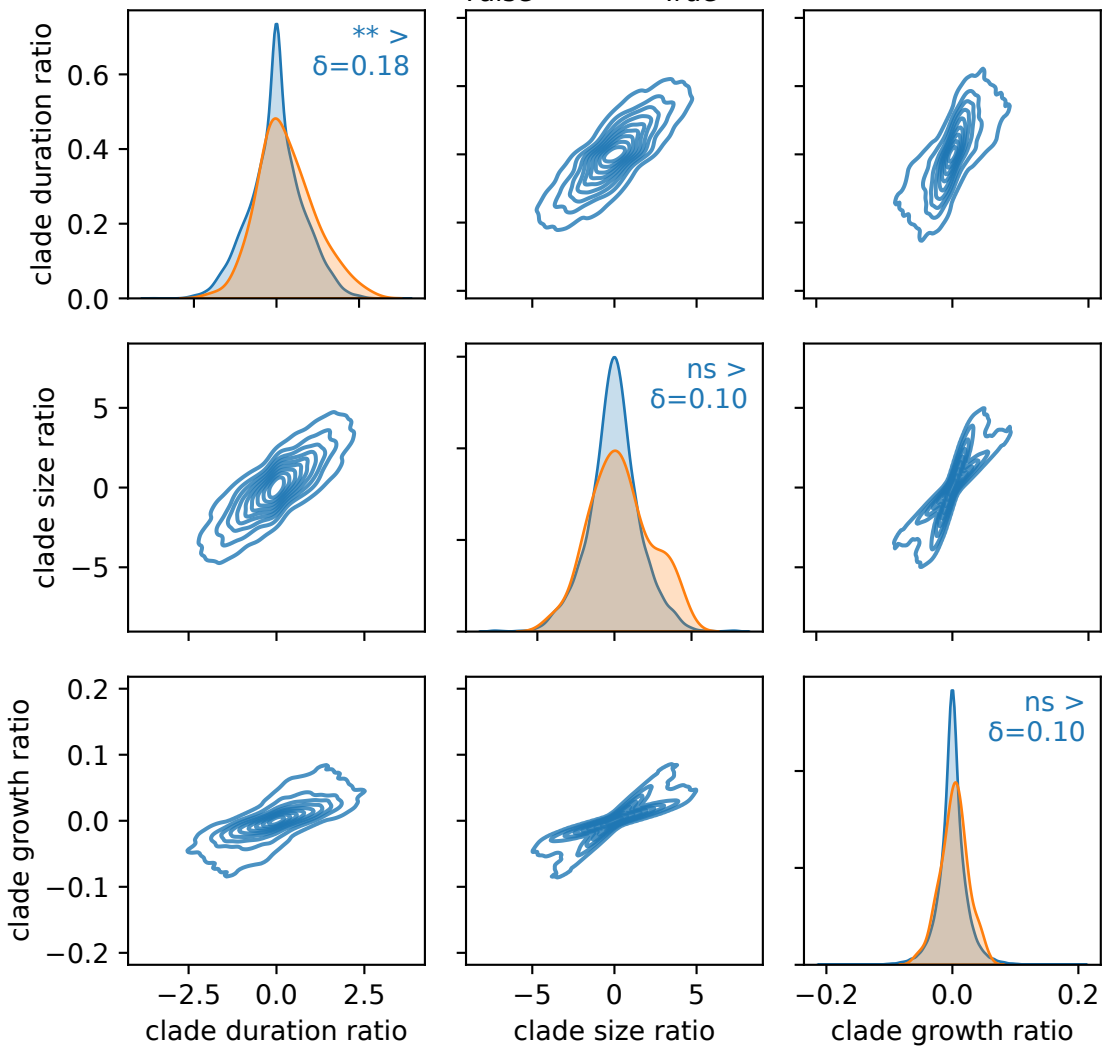 False True
** >
δ=0.18
clade duration ratio
0.6
0.4
0.2
0.0
ns >
δ=0.10
clade size ratio
5
0
−5
ns >
δ=0.10
clade growth ratio
0.2
0.1
0.0
−0.1
−0.2
−2.5 0.0 2.5 −5 0 5 −0.2 0.0 0.2
clade duration ratio clade size ratio clade growth ratio